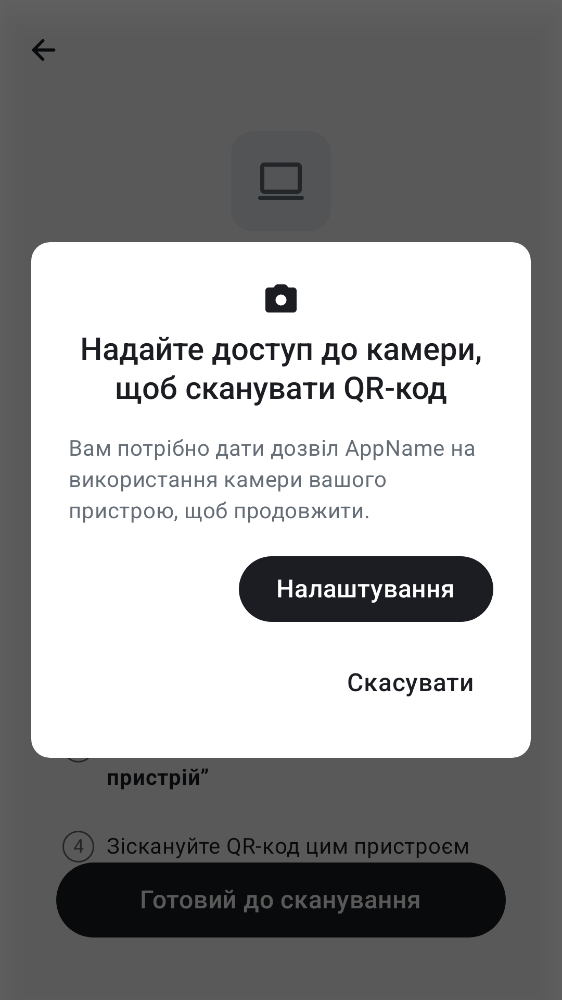 Надайте доступ до камери,
щоб сканувати QR-код
Вам потрібно дати дозвіл AppName на
використання камери вашого
пристрою, щоб продовжити.
Налаштування
Скасувати
пристрій”
4 Зіскануйте QR-код цим пристроєм
Готовий до сканування